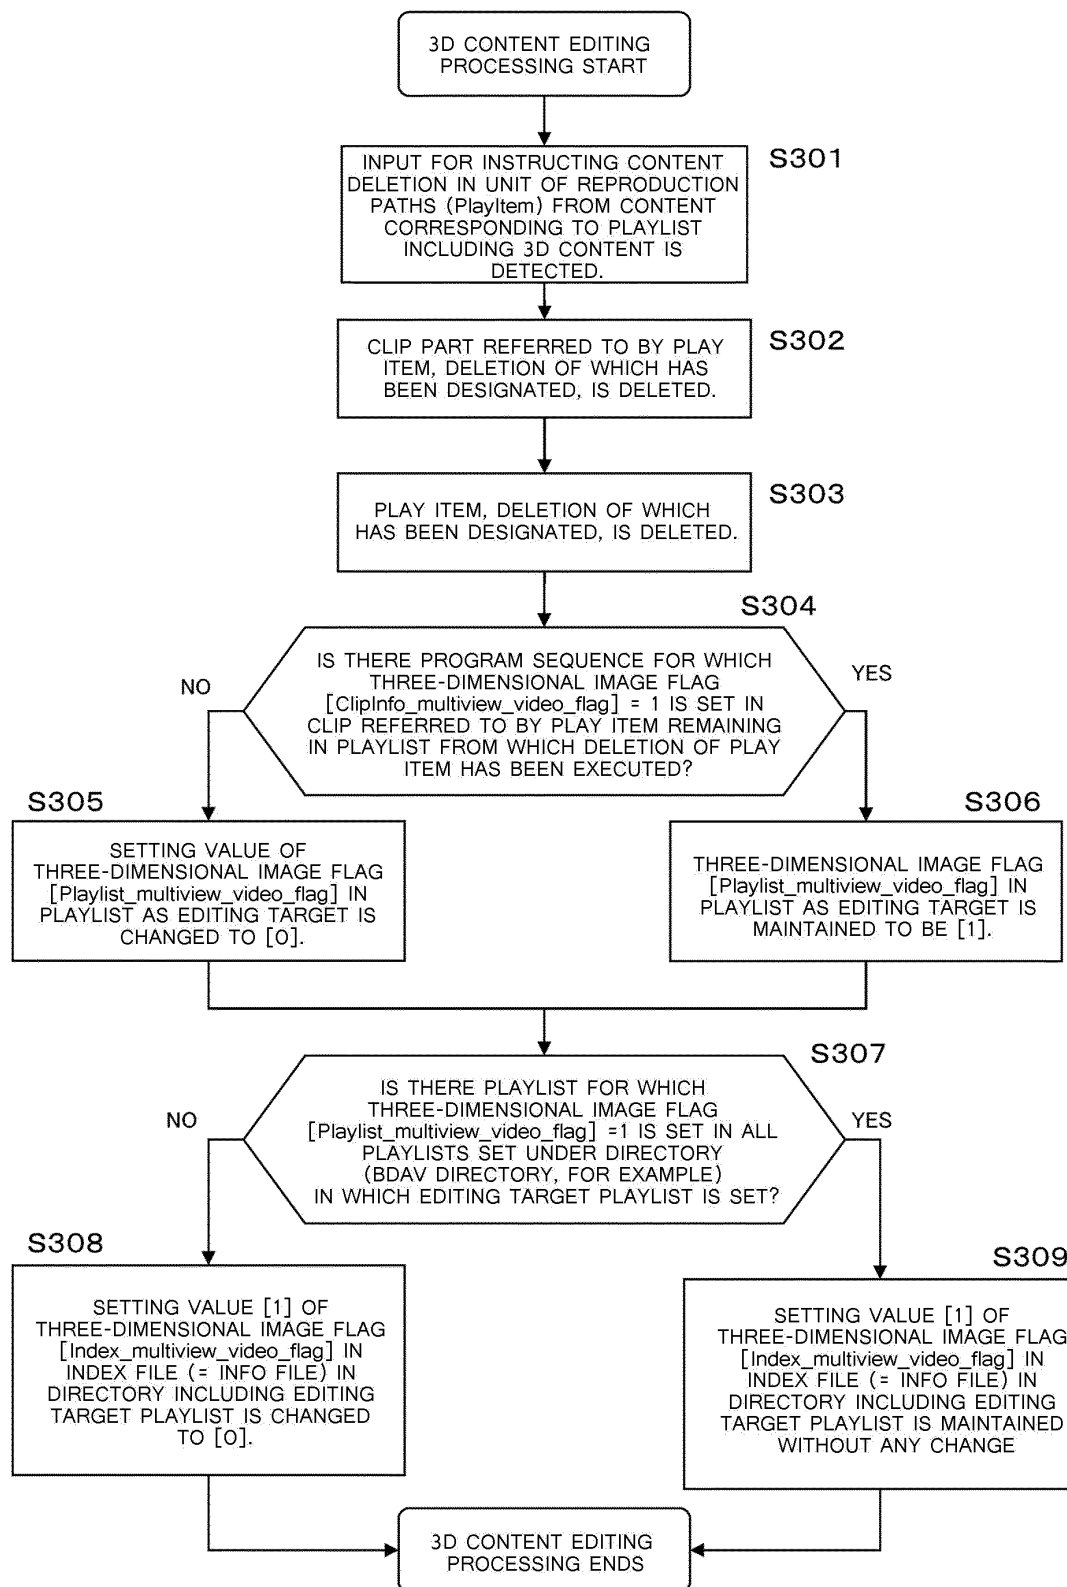 3D CONTENT EDITING
PROCESSING START
S301
INPUT FOR INSTRUCTING CONTENT
DELETION IN UNIT OF REPRODUCTION
PATHS (PlayItem) FROM CONTENT
CORRESPONDING TO PLAYLIST
INCLUDING 3D CONTENT IS
DETECTED.
S302
CLIP PART REFERRED TO BY PLAY
ITEM, DELETION OF WHICH HAS
BEEN DESIGNATED, IS DELETED.
S303
PLAY ITEM, DELETION OF WHICH
HAS BEEN DESIGNATED, IS DELETED.
S304
IS THERE PROGRAM SEQUENCE FOR WHICH
THREE-DIMENSIONAL IMAGE FLAG
[ClipInfo_multiview_video_flag] = 1 IS SET IN
CLIP REFERRED TO BY PLAY ITEM REMAINING
IN PLAYLIST FROM WHICH DELETION OF PLAY
ITEM HAS BEEN EXECUTED?
NO
YES
S305
SETTING VALUE OF
THREE-DIMENSIONAL IMAGE FLAG
[Playlist_multiview_video_flag] IN
PLAYLIST AS EDITING TARGET IS
CHANGED TO [0].
S306
THREE-DIMENSIONAL IMAGE FLAG
[Playlist_multiview_video_flag] IN
PLAYLIST AS EDITING TARGET IS
MAINTAINED TO BE [1].
S307
IS THERE PLAYLIST FOR WHICH
THREE-DIMENSIONAL IMAGE FLAG
[Playlist_multiview_video_flag] =1 IS SET IN ALL
PLAYLISTS SET UNDER DIRECTORY
(BDAV DIRECTORY, FOR EXAMPLE)
IN WHICH EDITING TARGET PLAYLIST IS SET?
NO
YES
S308
SETTING VALUE [1] OF
THREE-DIMENSIONAL IMAGE FLAG
[Index_multiview_video_flag] IN
INDEX FILE (= INFO FILE) IN
DIRECTORY INCLUDING EDITING
TARGET PLAYLIST IS CHANGED
TO [0].
S309
SETTING VALUE [1] OF
THREE-DIMENSIONAL IMAGE FLAG
[Index_multiview_video_flag] IN
INDEX FILE (= INFO FILE) IN
DIRECTORY INCLUDING EDITING
TARGET PLAYLIST IS MAINTAINED
WITHOUT ANY CHANGE
3D CONTENT EDITING
PROCESSING ENDS